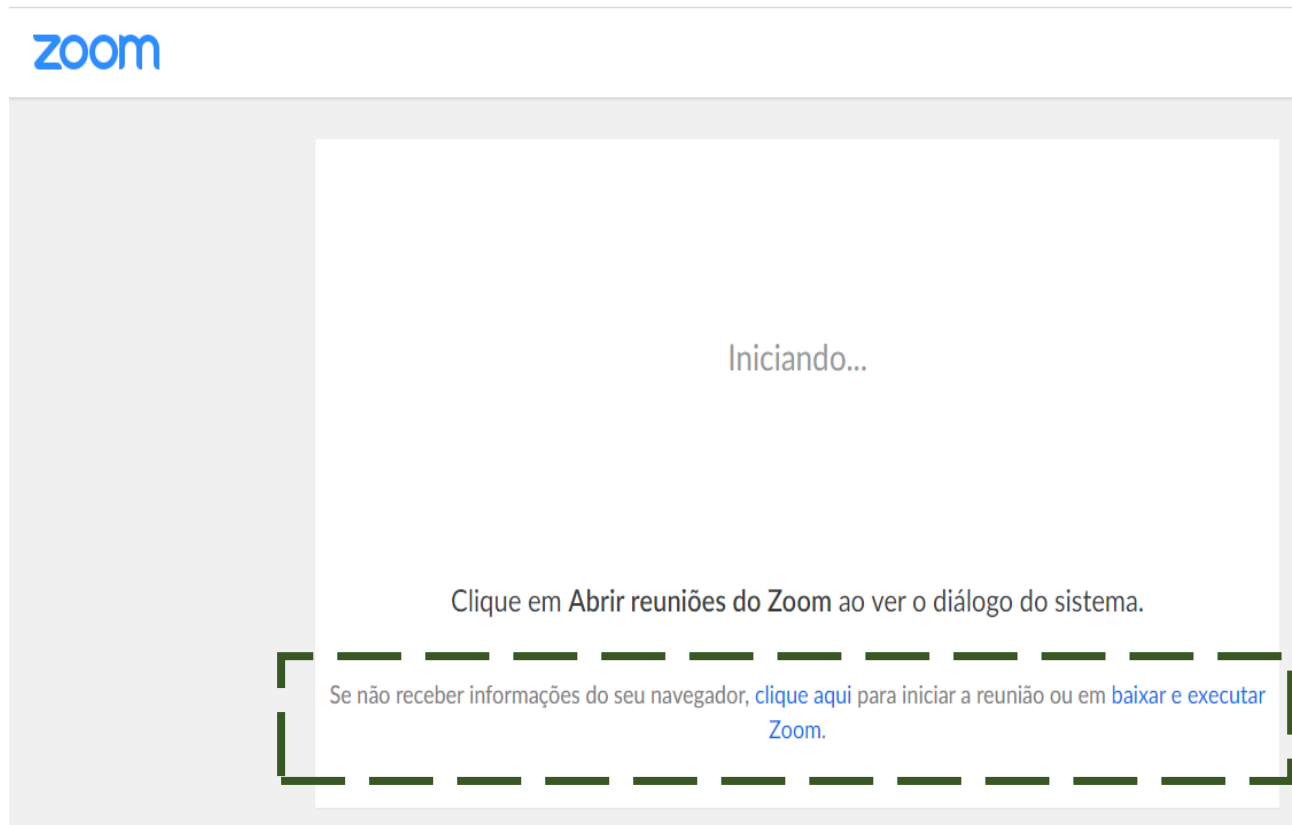 zoom
Iniciando...
Clique em Abrir reuniões do Zoom ao ver o diálogo do sistema.
Se não receber informações do seu navegador, clique aqui para iniciar a reunião ou em baixar e executar
Zoom.